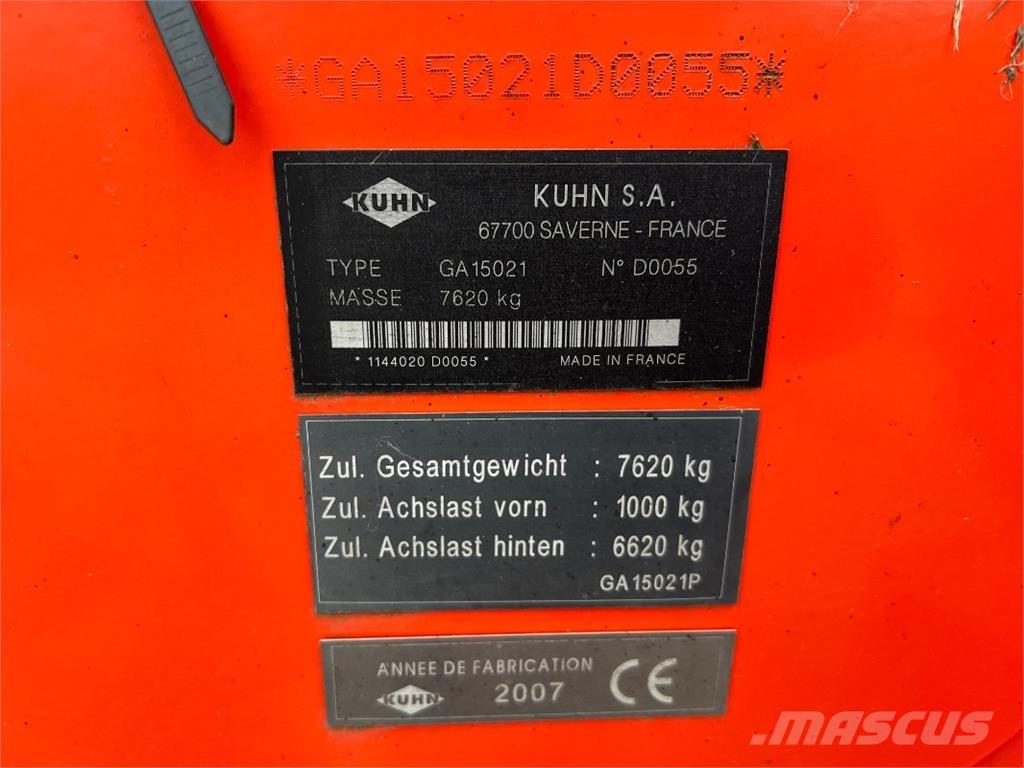 *GA15021D0055*
KUHN
KUHN S.A.
67700 SAVERNE - FRANCE
TYPE GA15021 N° D0055
MASSE 7620 kg
* 1144020 D0055 * MADE IN FRANCE
Zul. Gesamtgewicht : 7620 kg
Zul. Achslast vorn : 1000 kg
Zul. Achslast hinten : 6620 kg
GA15021P
ANNEE DE FABRICATION
KUHN 2007 CE
MASCUS